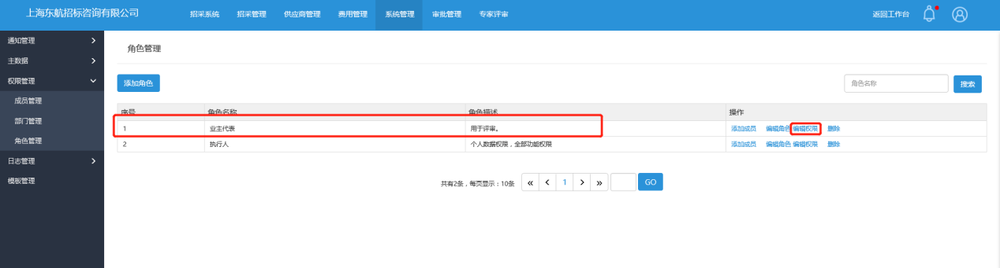 上海东航招标咨询有限公司 招采系统 招采管理 供应商管理 费用管理 系统管理 审批管理 专家评审 返回工作台
通知管理
主数据
权限管理
成员管理
部门管理
角色管理
日志管理
模板管理
角色管理
添加角色 角色名称 搜索
序号 角色名称 角色描述 操作
1 业主代表 用于评审。 添加成员 编辑角色 编辑权限 删除
2 执行人 个人数据权限，全部功能权限 添加成员 编辑角色 编辑权限 删除
共有2条，每页显示：10条 « ‹ 1 › » GO